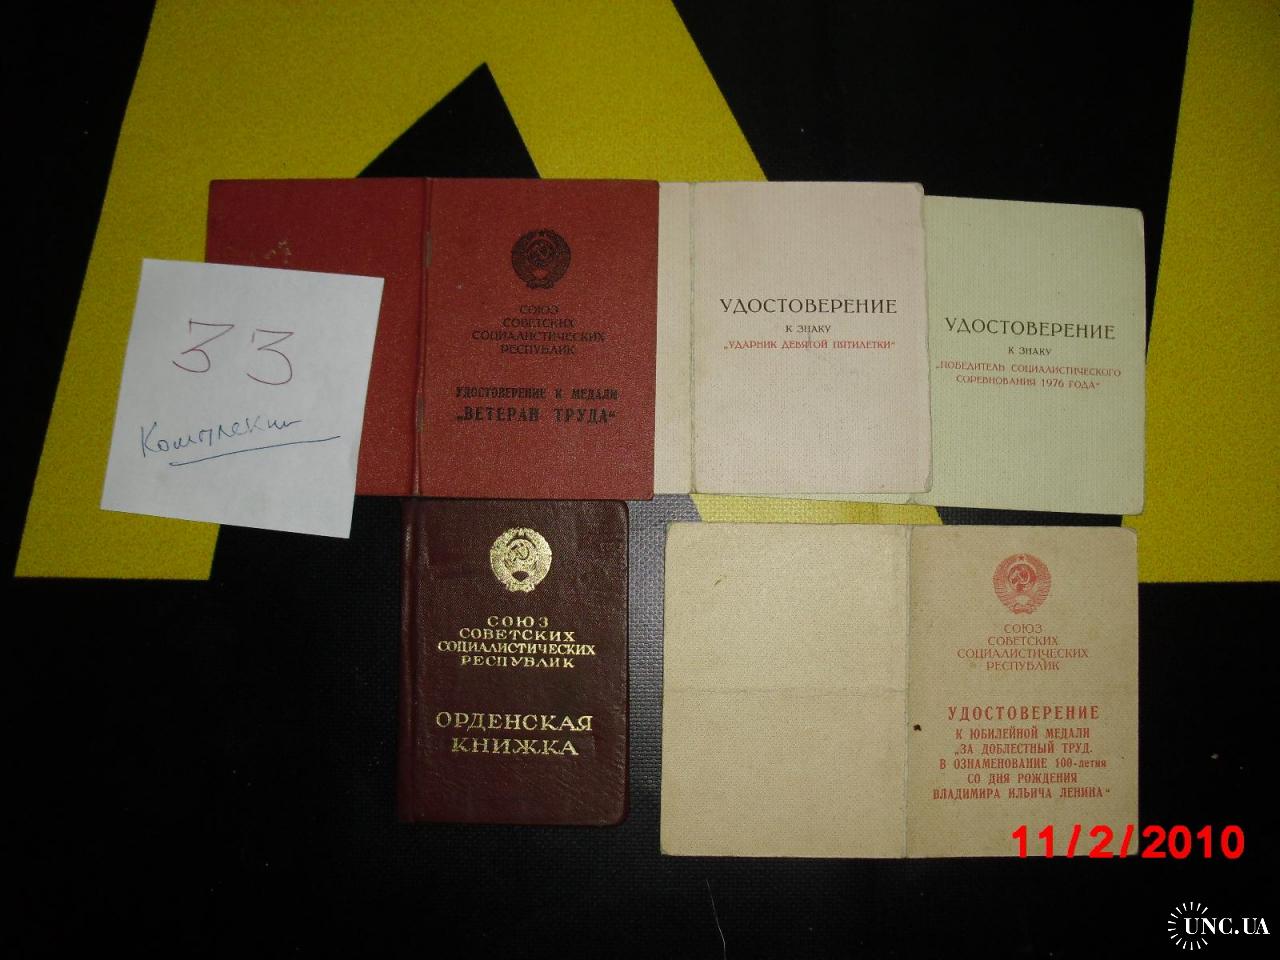 33
Комплект
СОЮЗ
СОВЕТСКИХ
СОЦИАЛИСТИЧЕСКИХ
РЕСПУБЛИК
УДОСТОВЕРЕНИЕ К МЕДАЛИ
„ВЕТЕРАН ТРУДА“
УДОСТОВЕРЕНИЕ
К ЗНАКУ
„УДАРНИК ДЕВЯТОЙ ПЯТИЛЕТКИ“
УДОСТОВЕРЕНИЕ
К ЗНАКУ
„ПОБЕДИТЕЛЬ СОЦИАЛИСТИЧЕСКОГО
СОРЕВНОВАНИЯ 1976 ГОДА“
СОЮЗ
СОВЕТСКИХ
СОЦИАЛИСТИЧЕСКИХ
РЕСПУБЛИК
ОРДЕНСКАЯ
КНИЖКА
СОЮЗ
СОВЕТСКИХ
СОЦИАЛИСТИЧЕСКИХ
РЕСПУБЛИК
УДОСТОВЕРЕНИЕ
К ЮБИЛЕЙНОЙ МЕДАЛИ
„ЗА ДОБЛЕСТНЫЙ ТРУД.
В ОЗНАМЕНОВАНИЕ 100-летия
СО ДНЯ РОЖДЕНИЯ
ВЛАДИМИРА ИЛЬИЧА ЛЕНИНА“
11/2/2010
UNC.UA